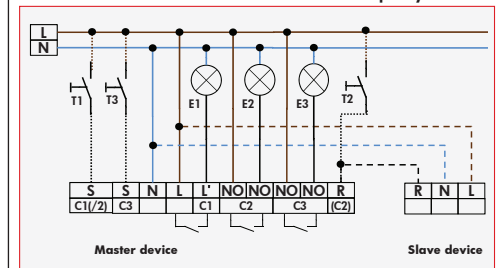 L
N
T1 T3 E1 E2 E3 T2
S S N L L' NO NO NO NO R
C1(/2) C3 C1 C2 C3 (C2)
R N L
Master device Slave device